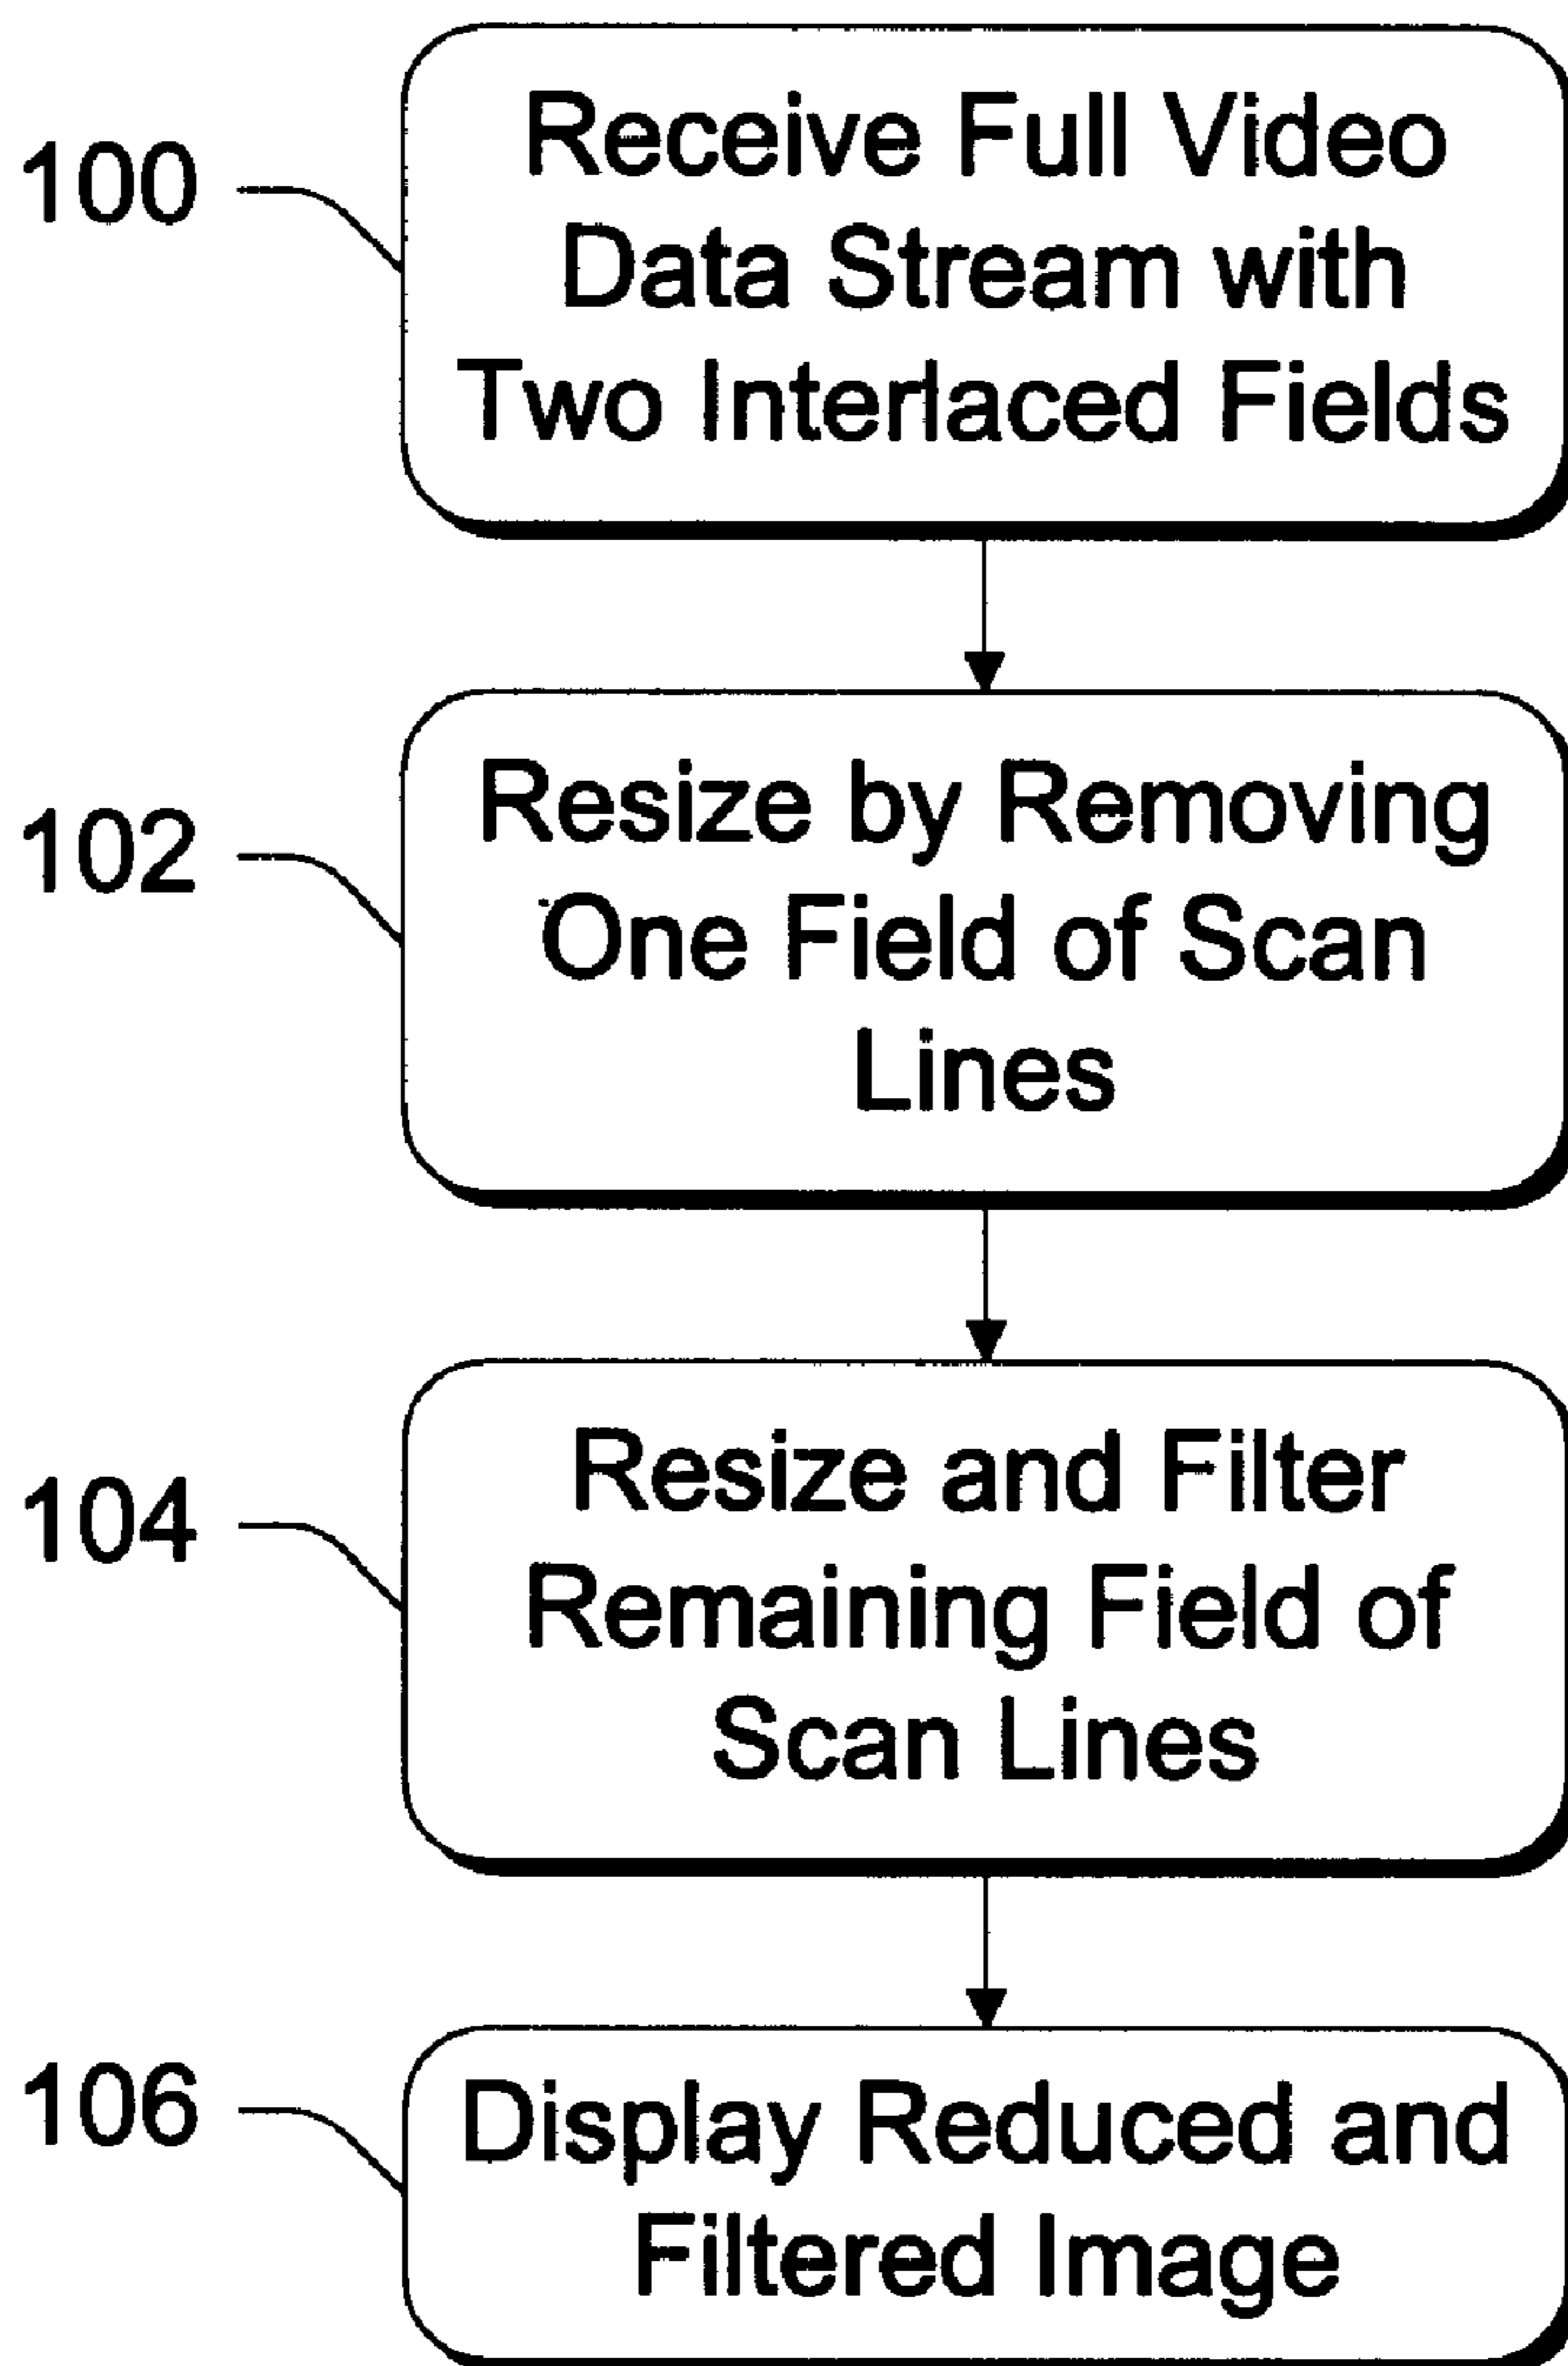 100
Receive Full Video
Data Stream with
Two Interlaced Fields
102
Resize by Removing
One Field of Scan
Lines
104
Resize and Filter
Remaining Field of
Scan Lines
106
Display Reduced and
Filtered Image